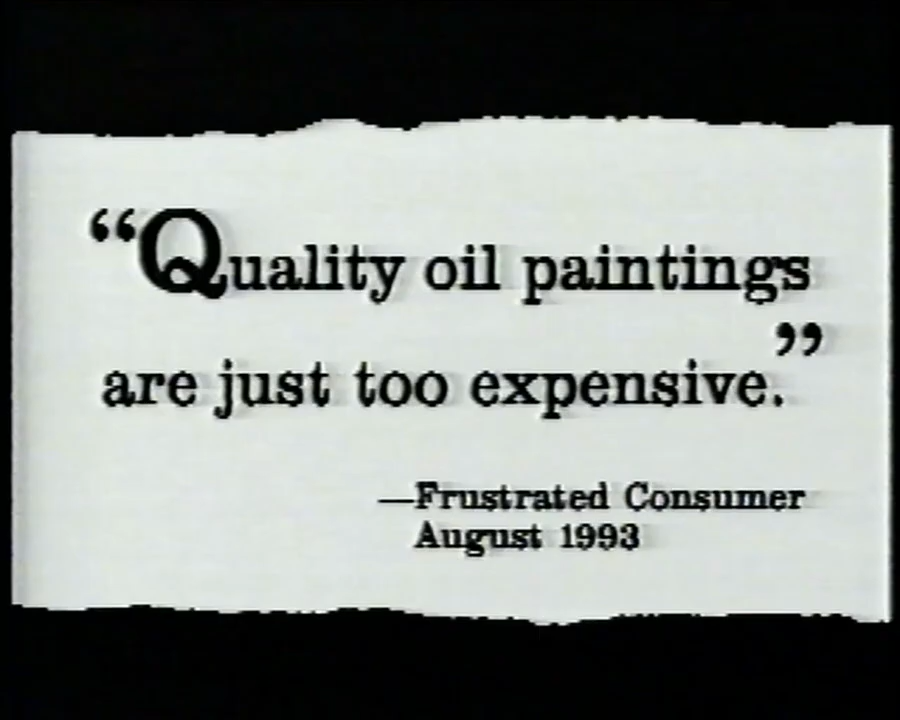 “Quality oil paintings
are just too expensive.”
—Frustrated Consumer
August 1993